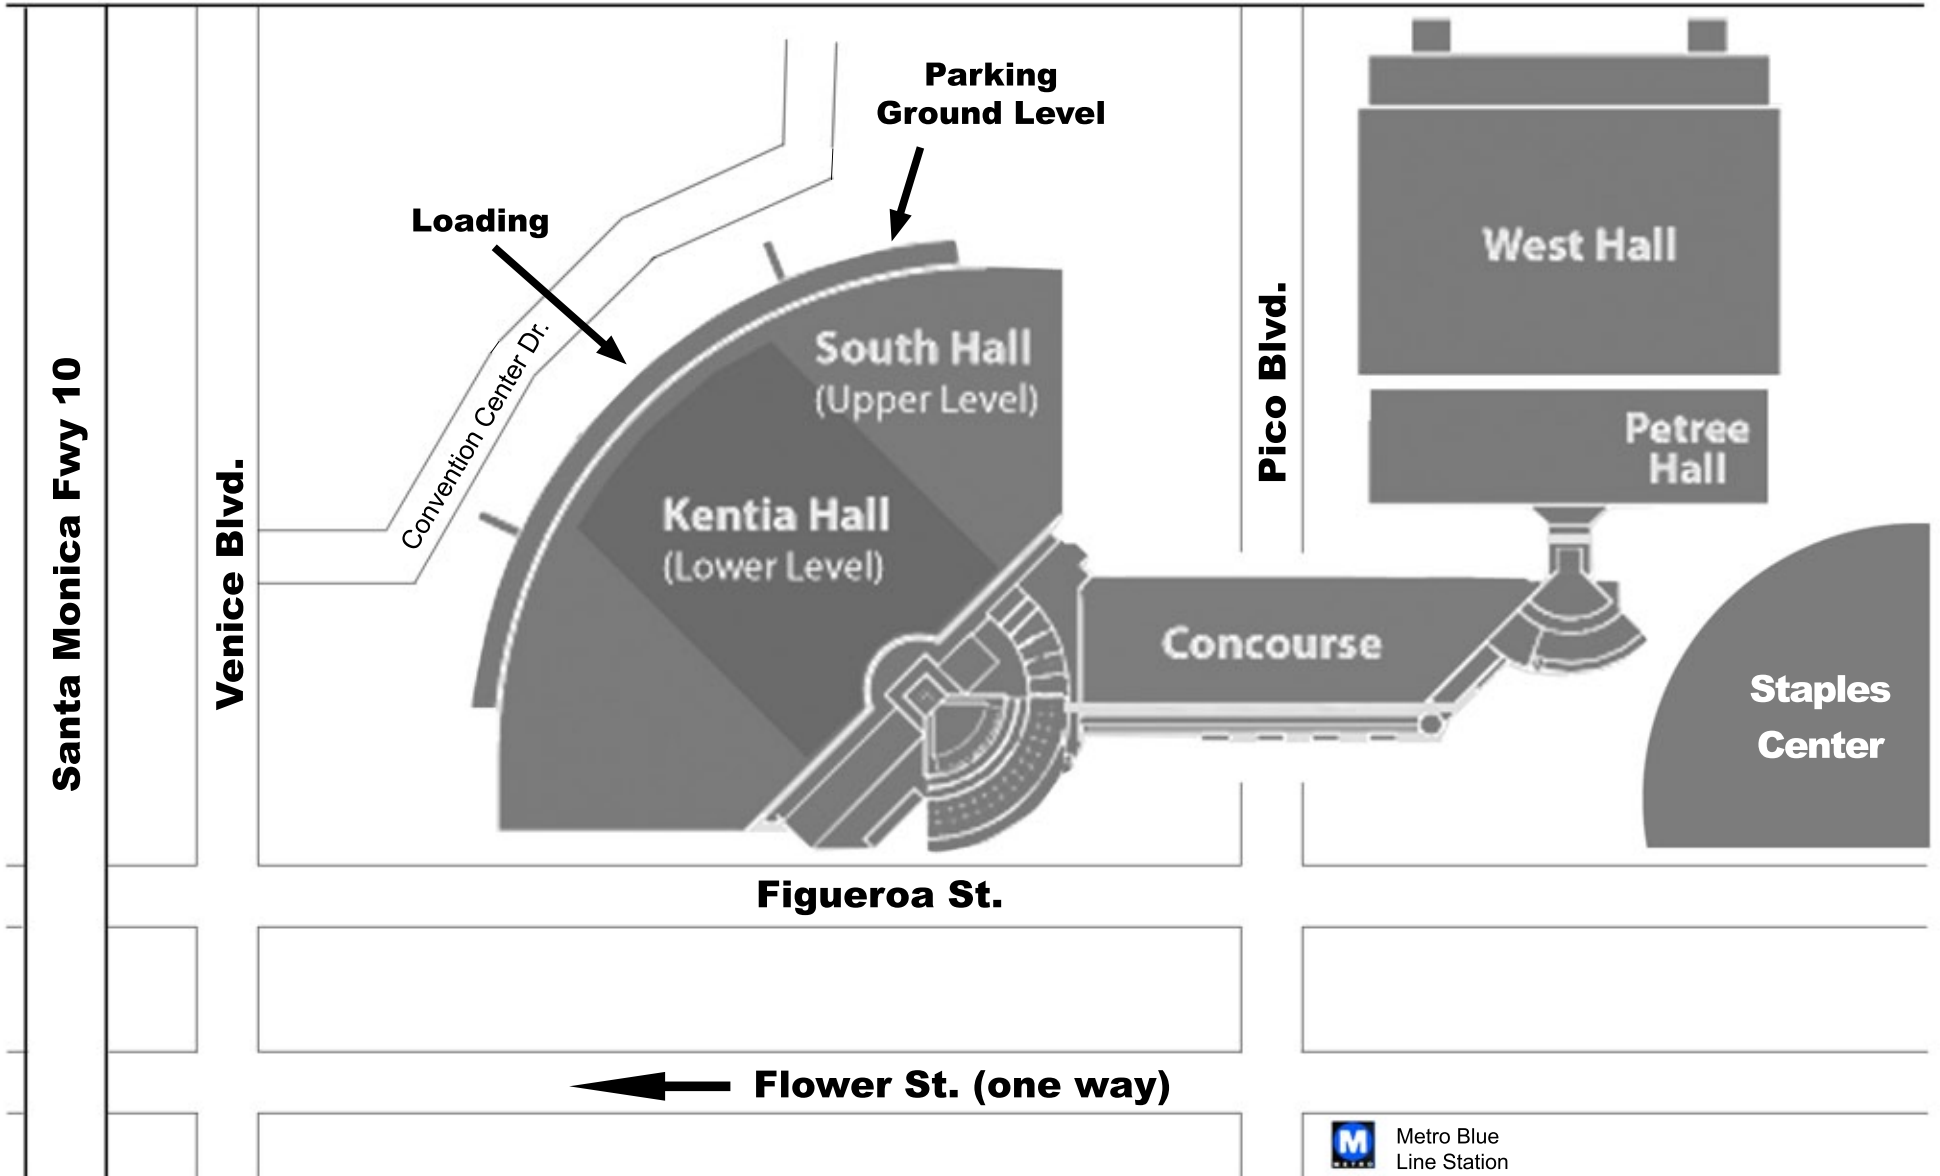 Parking
Ground Level
Loading
West Hall
South Hall
(Upper Level)
Convention Center Dr.
Pico Blvd.
Santa Monica Fwy 10
Venice Blvd.
Petree
Hall
Kentia Hall
(Lower Level)
Concourse
Staples
Center
Figueroa St.
Flower St. (one way)
M
METRO
Metro Blue
Line Station